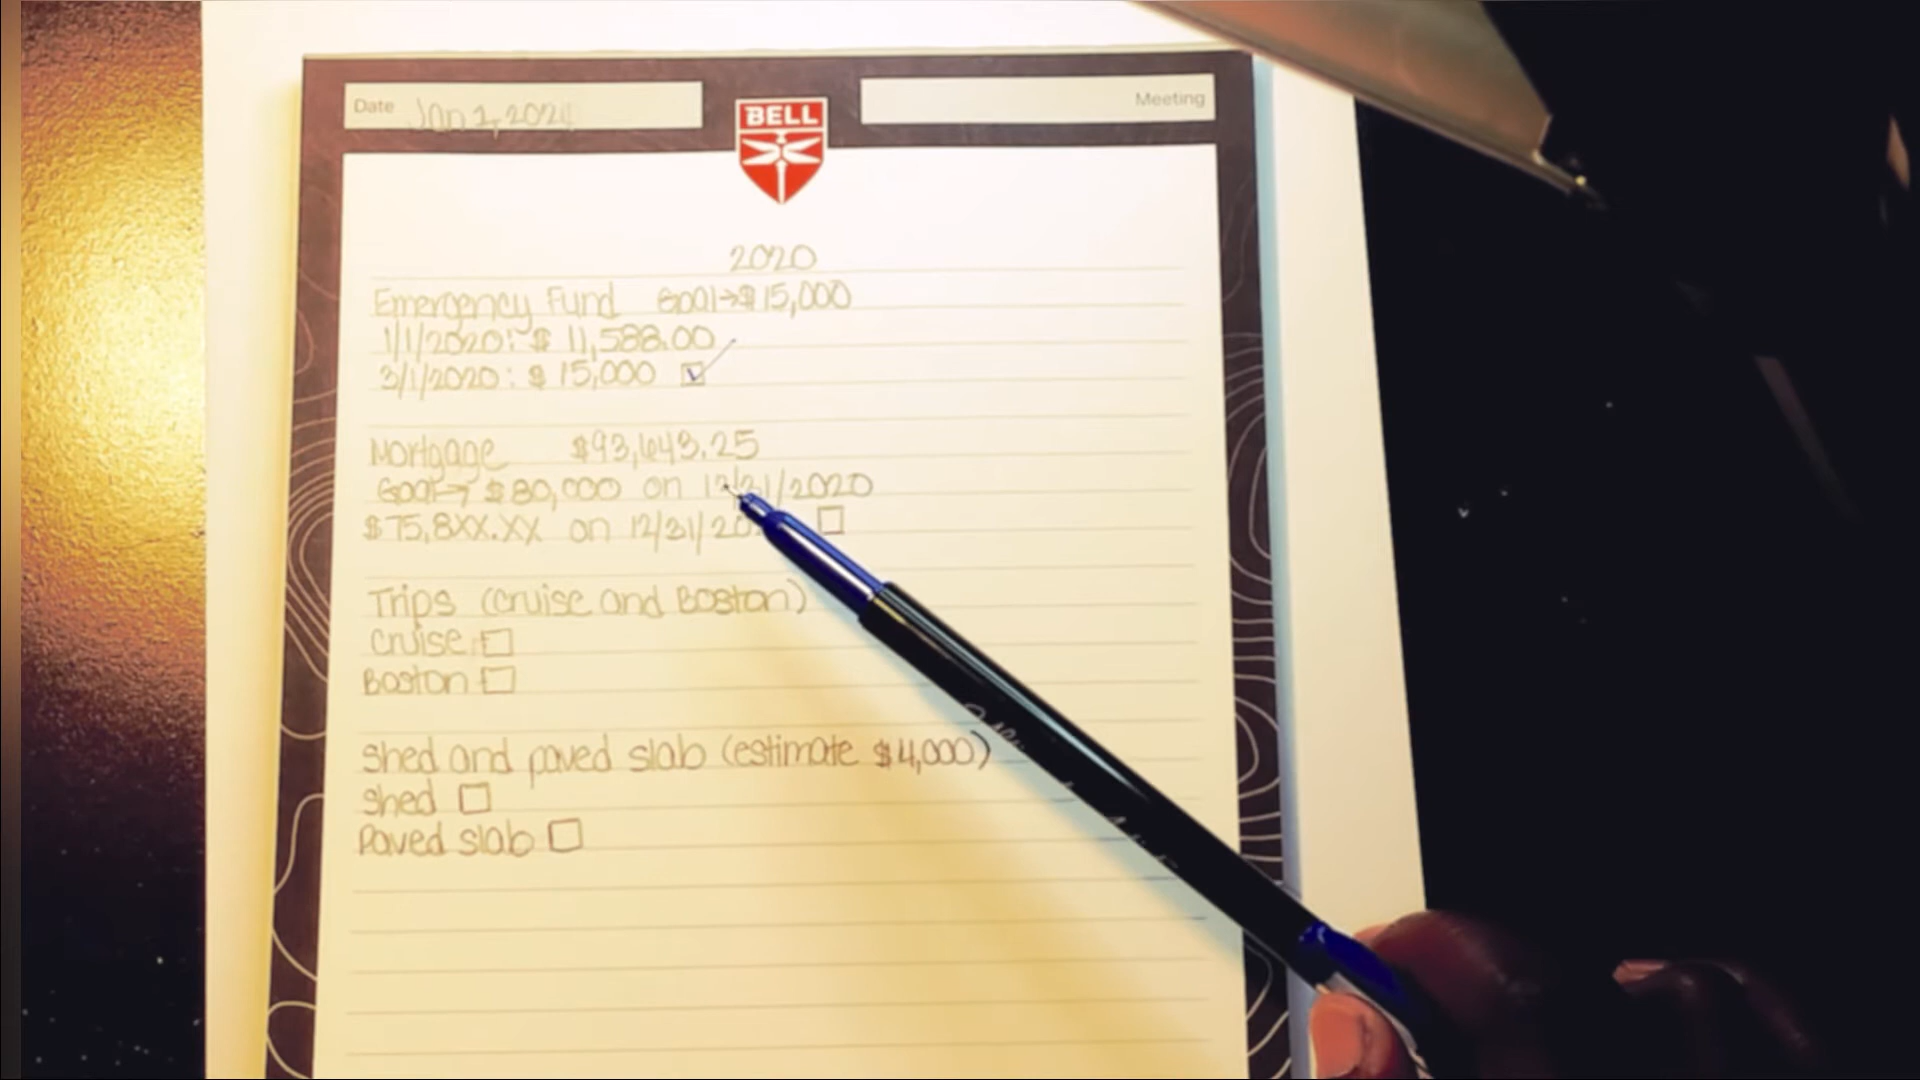 Date Jan 1, 2021
BELL
Meeting
2020
Emergency Fund Goal→$15,000
1/1/2020: $ 11,588.00
3/1/2020: $ 15,000
Mortgage $93,643.25
Goal→ $80,000 on 12/31/2020
$75,8XX.XX on 12/31/20
Trips (Cruise and Boston)
Cruise
Boston
Shed and paved slab (estimate $4,000)
Shed
Paved slab